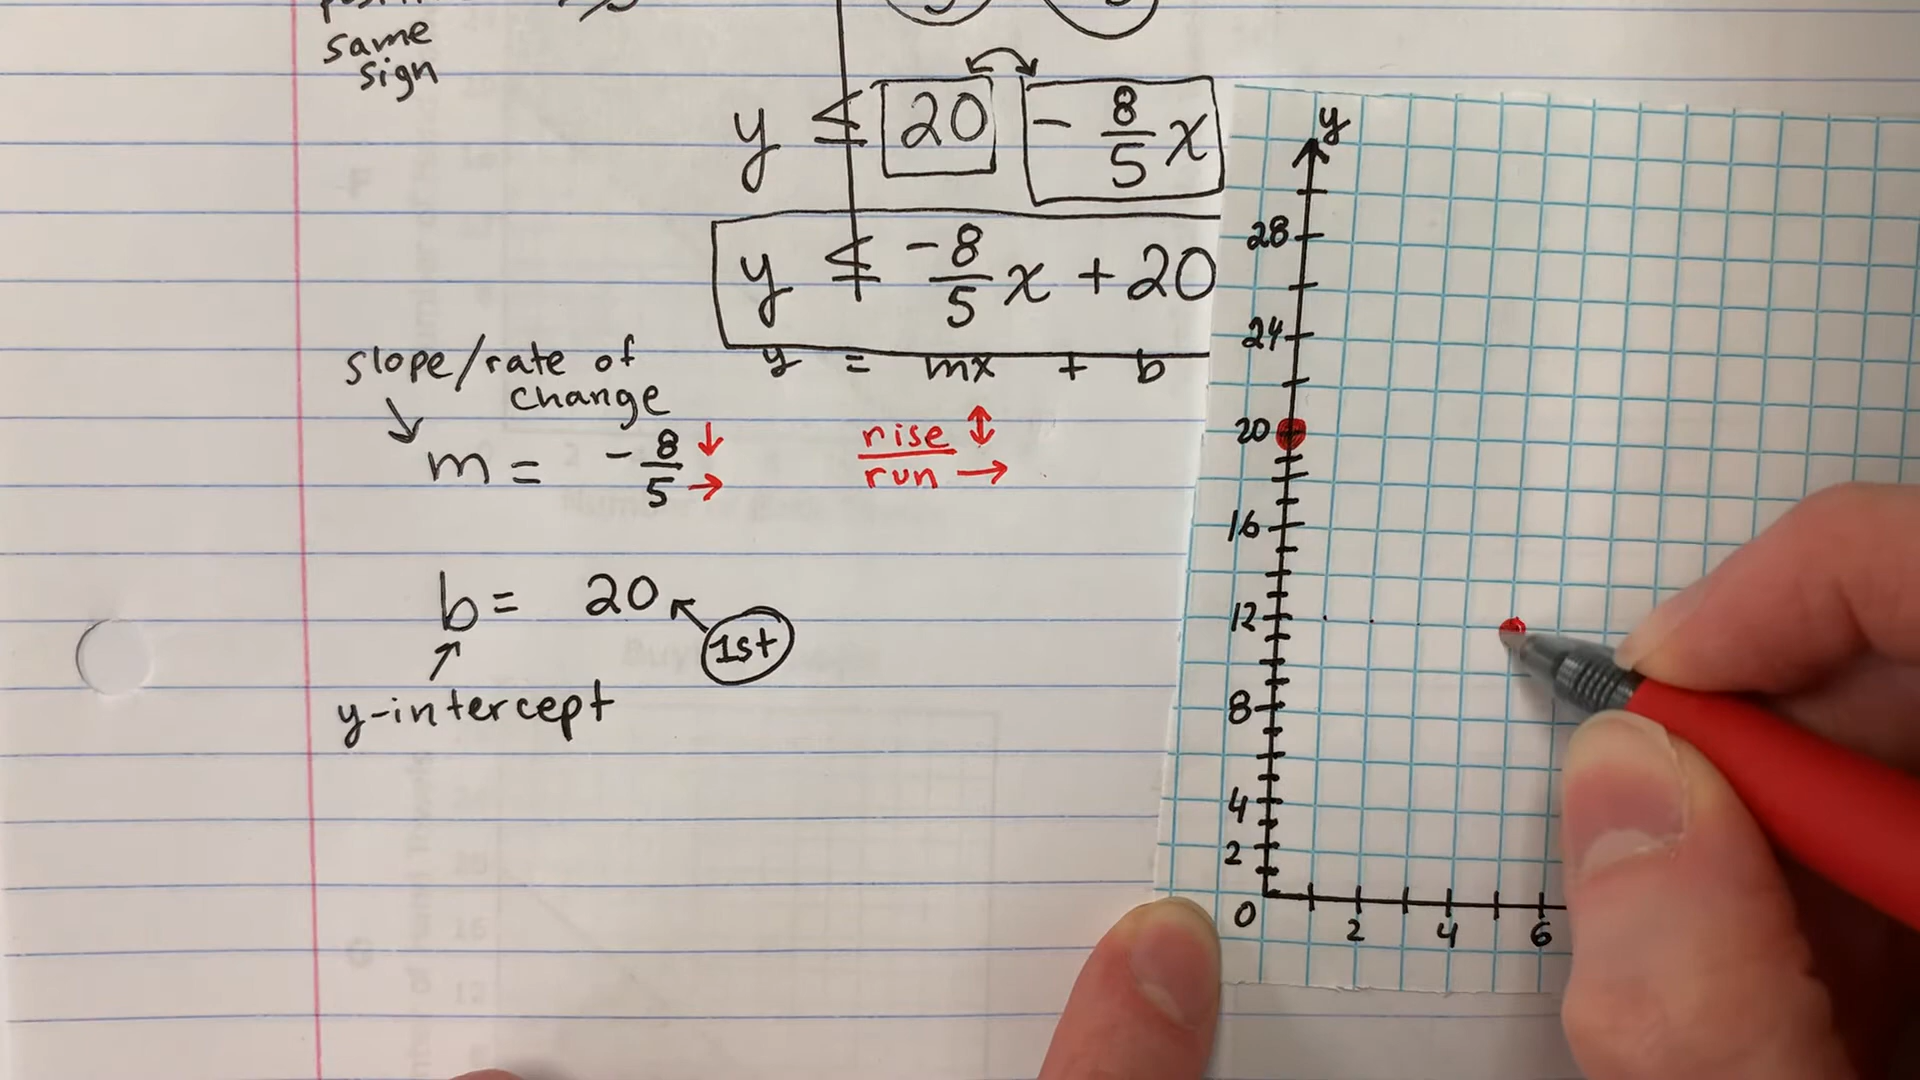 same
sign
y ≤ 20 - 8/5 x
y ≤ -8/5 x + 20
y = mx + b
slope/rate of
change
m = - 8/5
rise
run
b = 20
1st
y-intercept
y
28
24
20
16
12
8
4
2
0 2 4 6